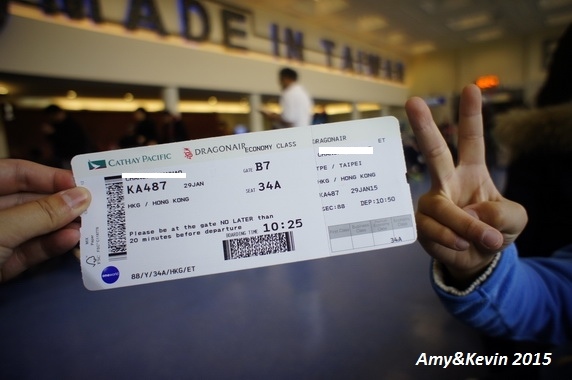 MADE IN TAIWAN
CATHAY PACIFIC DRAGONAIR ECONOMY CLASS
KA487 29JAN
HKG / HONG KONG
GATE B7
SEAT 34A
Please be at the gate NO LATER than
20 minutes before departure
BOARDING TIME 10:25
88/Y/34A/HKG/ET
DRAGONAIR ET
TPE / TAIPEI
HKG / HONG KONG
KA487 29JAN15
SEC:88 DEP:10:50
34A
Amy&Kevin 2015